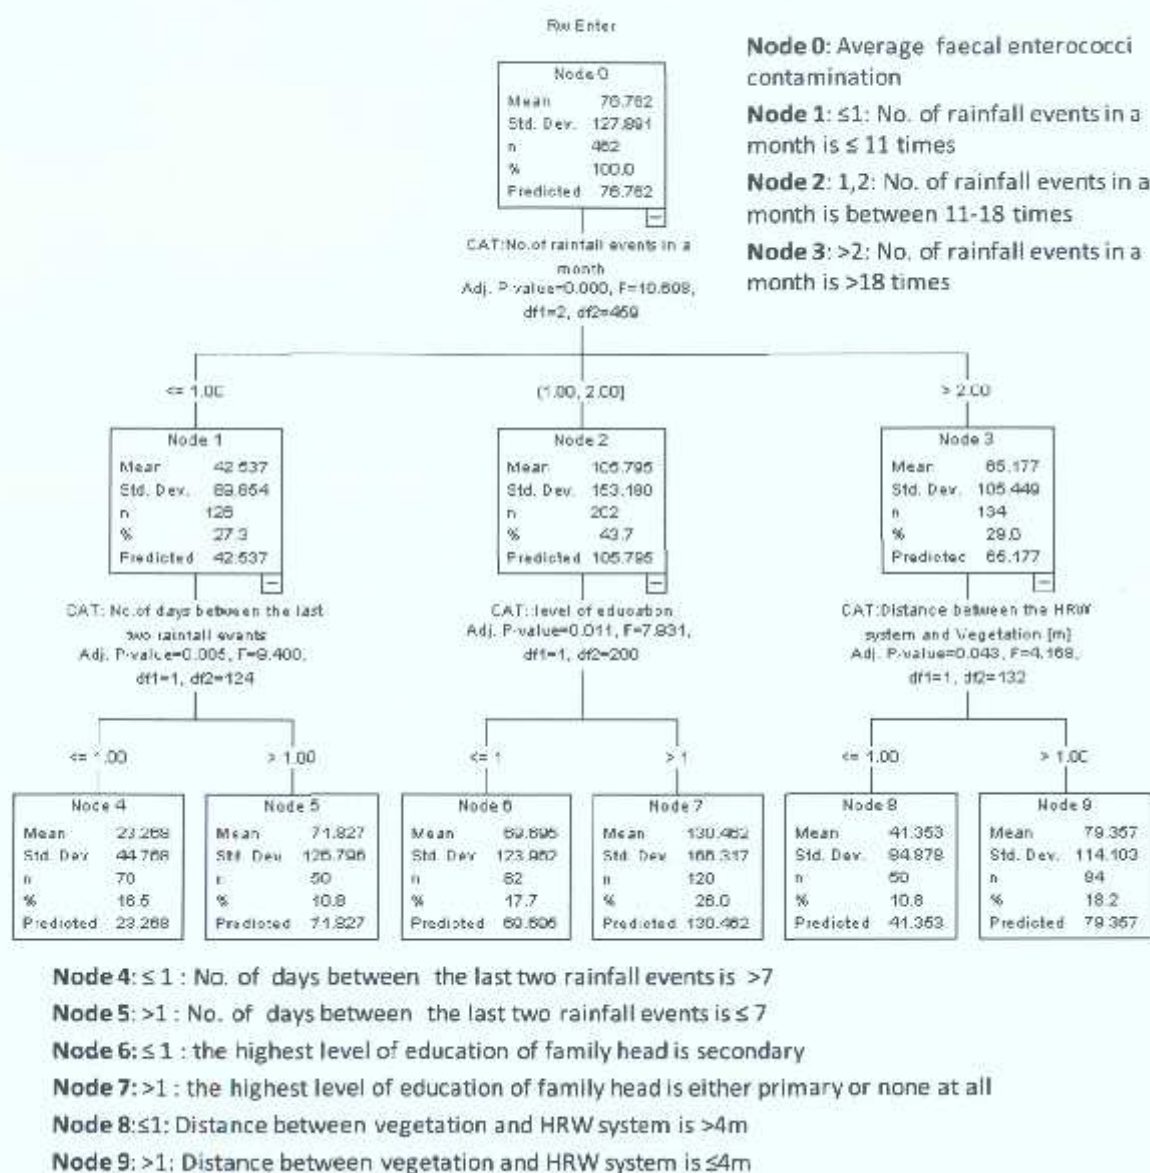 Rw Enter
Node 0
Mean 76.762
Std. Dev. 127.891
n 462
% 100.0
Predicted 76.762
Node 0: Average faecal enterococci
contamination
Node 1: ≤1: No. of rainfall events in a
month is ≤ 11 times
Node 2: 1,2: No. of rainfall events in a
month is between 11-18 times
Node 3: >2: No. of rainfall events in a
month is >18 times
CAT:No.of rainfall events in a
month
Adj. P-value=0.000, F=10.608,
df1=2, df2=459
<= 1.00
(1.00, 2.00]
> 2.00
Node 1
Mean 42.537
Std. Dev. 89.654
n 126
% 27.3
Predicted 42.537
Node 2
Mean 105.795
Std. Dev. 153.180
n 202
% 43.7
Predicted 105.795
Node 3
Mean 65.177
Std. Dev. 105.449
n 134
% 29.0
Predicted 65.177
CAT: No.of days between the last
two rainfall events
Adj. P-value=0.005, F=9.400,
df1=1, df2=124
CAT: level of education
Adj. P-value=0.011, F=7.931,
df1=1, df2=200
CAT:Distance between the HRW
system and Vegetation [m]
Adj. P-value=0.043, F=4.168,
df1=1, df2=132
<= 1.00
> 1.00
<= 1
> 1
<= 1.00
> 1.00
Node 4
Mean 23.268
Std. Dev 44.768
n 70
% 16.5
Predicted 23.268
Node 5
Mean 71.827
Std. Dev 126.796
n 50
% 10.8
Predicted 71.827
Node 6
Mean 69.696
Std. Dev 123.962
n 82
% 17.7
Predicted 69.696
Node 7
Mean 130.462
Std. Dev. 166.317
n 120
% 26.0
Predicted 130.462
Node 8
Mean 41.353
Std. Dev. 84.878
n 50
% 10.8
Predicted 41.353
Node 9
Mean 79.357
Std. Dev. 114.103
n 84
% 18.2
Predicted 79.357
Node 4: ≤ 1 : No. of days between the last two rainfall events is >7
Node 5: >1 : No. of days between the last two rainfall events is ≤ 7
Node 6: ≤ 1 : the highest level of education of family head is secondary
Node 7: >1 : the highest level of education of family head is either primary or none at all
Node 8:≤1: Distance between vegetation and HRW system is >4m
Node 9: >1: Distance between vegetation and HRW system is ≤4m